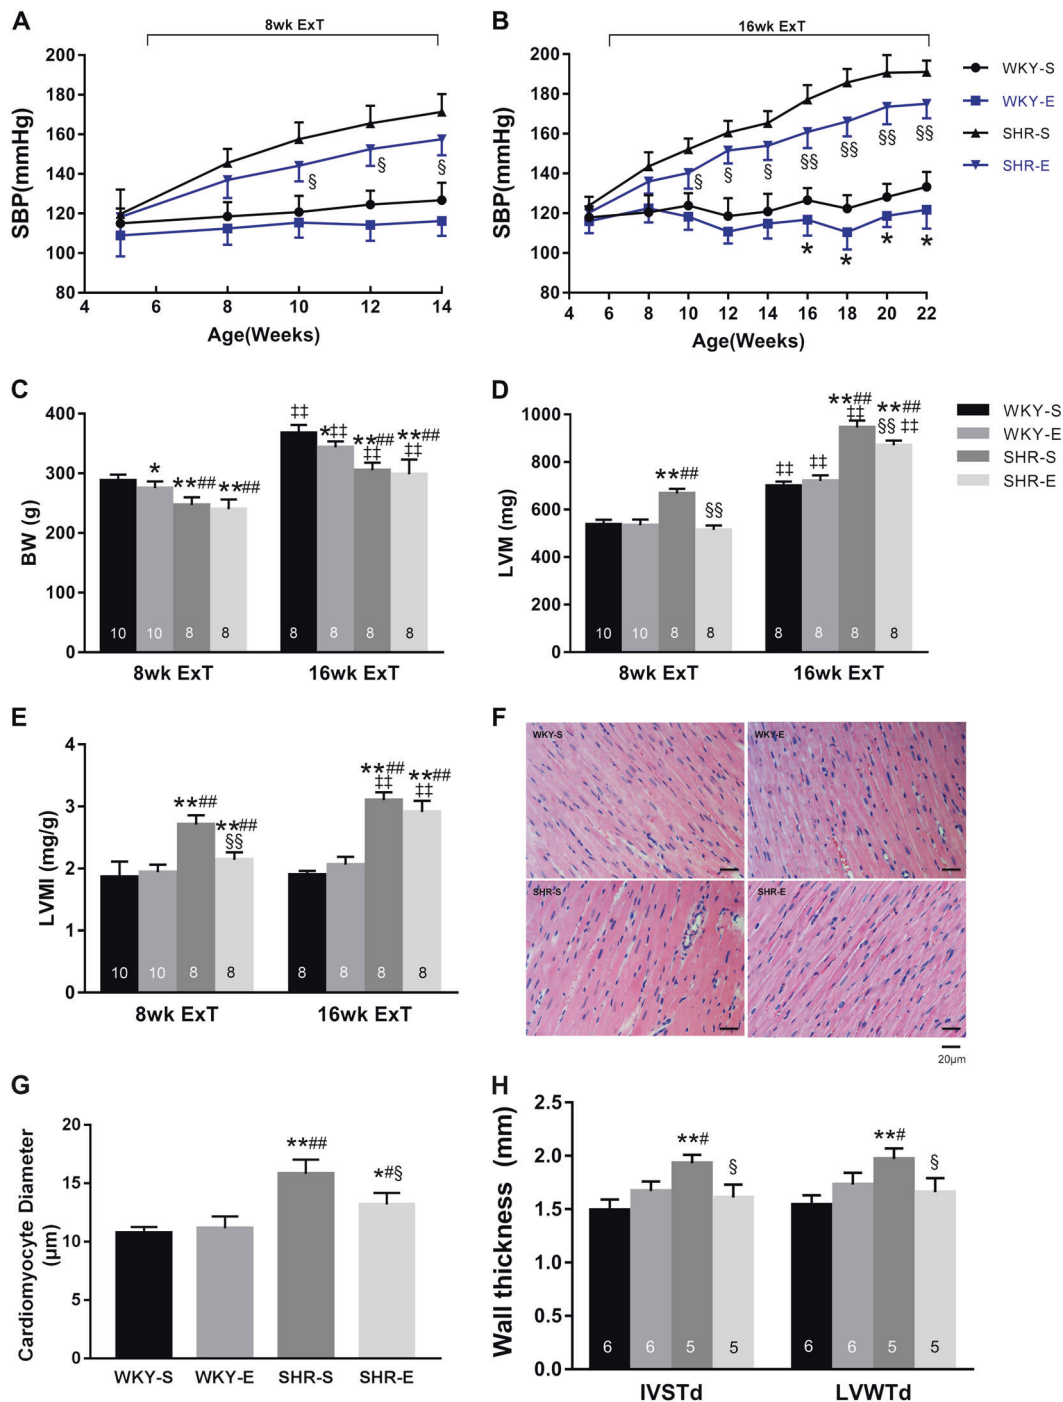 A
8wk ExT
200
180
160
140
120
100
80
SBP(mmHg)
§
§
§
4
6
8
10
12
14
Age(Weeks)
B
16wk ExT
200
180
160
140
120
100
80
SBP(mmHg)
§
§
§
§§
§§
§§
§§
*
*
*
*
4
6
8
10
12
14
16
18
20
22
Age(Weeks)
WKY-S
WKY-E
SHR-S
SHR-E
C
400
300
200
100
0
BW (g)
*
**##
**##
‡‡
*‡‡
**##
‡‡
**##
‡‡
10
10
8
8
8
8
8
8
8wk ExT
16wk ExT
D
1000
800
600
400
200
0
LVM (mg)
**##
§§
‡‡
‡‡
**##
‡‡
**##
§§ ‡‡
10
10
8
8
8
8
8
8
8wk ExT
16wk ExT
WKY-S
WKY-E
SHR-S
SHR-E
E
4
3
2
1
0
LVMI (mg/g)
**##
**##
§§
**##
‡‡
**##
‡‡
10
10
8
8
8
8
8
8
8wk ExT
16wk ExT
F
WKY-S
WKY-E
SHR-S
SHR-E
20μm
G
20
15
10
5
0
Cardiomyocyte Diameter
(μm)
**##
*#§
WKY-S
WKY-E
SHR-S
SHR-E
H
2.5
2.0
1.5
1.0
0.5
0.0
Wall thickness (mm)
**#
§
**#
§
6
6
5
5
6
6
5
5
IVSTd
LVWTd